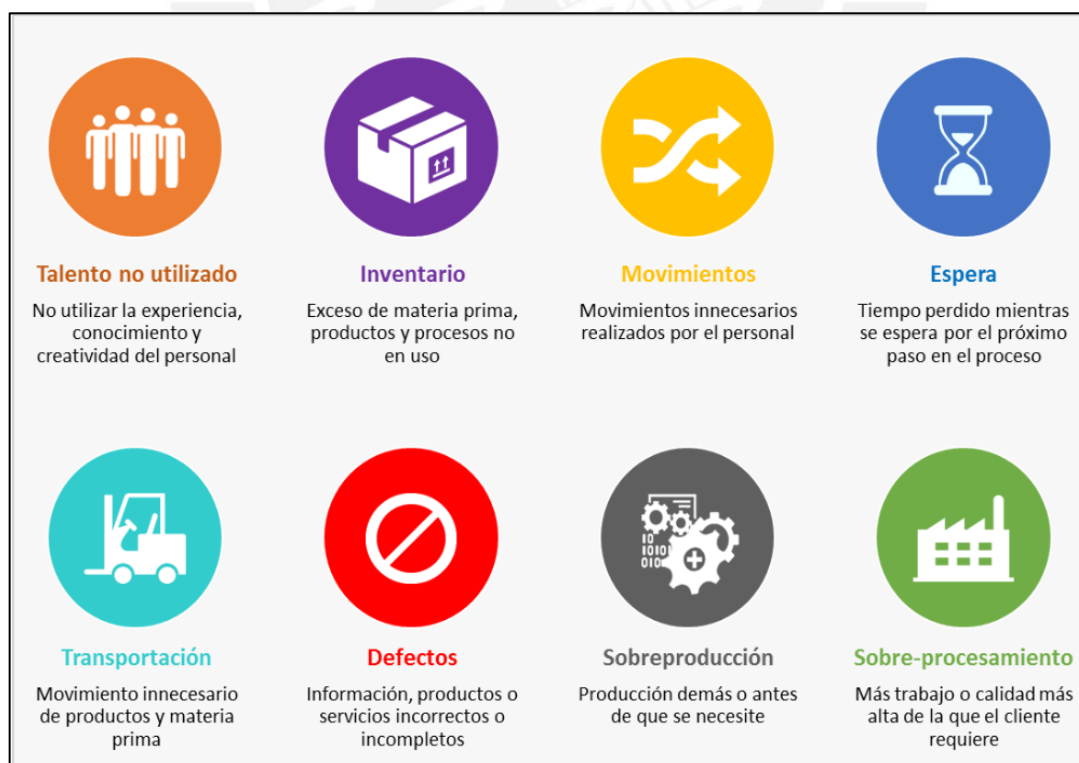 Talento no utilizado
No utilizar la experiencia,
conocimiento y
creatividad del personal
Inventario
Exceso de materia prima,
productos y procesos no
en uso
Movimientos
Movimientos innecesarios
realizados por el personal
Espera
Tiempo perdido mientras
se espera por el próximo
paso en el proceso
Transportación
Movimiento innecesario
de productos y materia
prima
Defectos
Información, productos o
servicios incorrectos o
incompletos
10
1010
010
Sobreproducción
Producción demás o antes
de que se necesite
Sobre-procesamiento
Más trabajo o calidad más
alta de la que el cliente
requiere